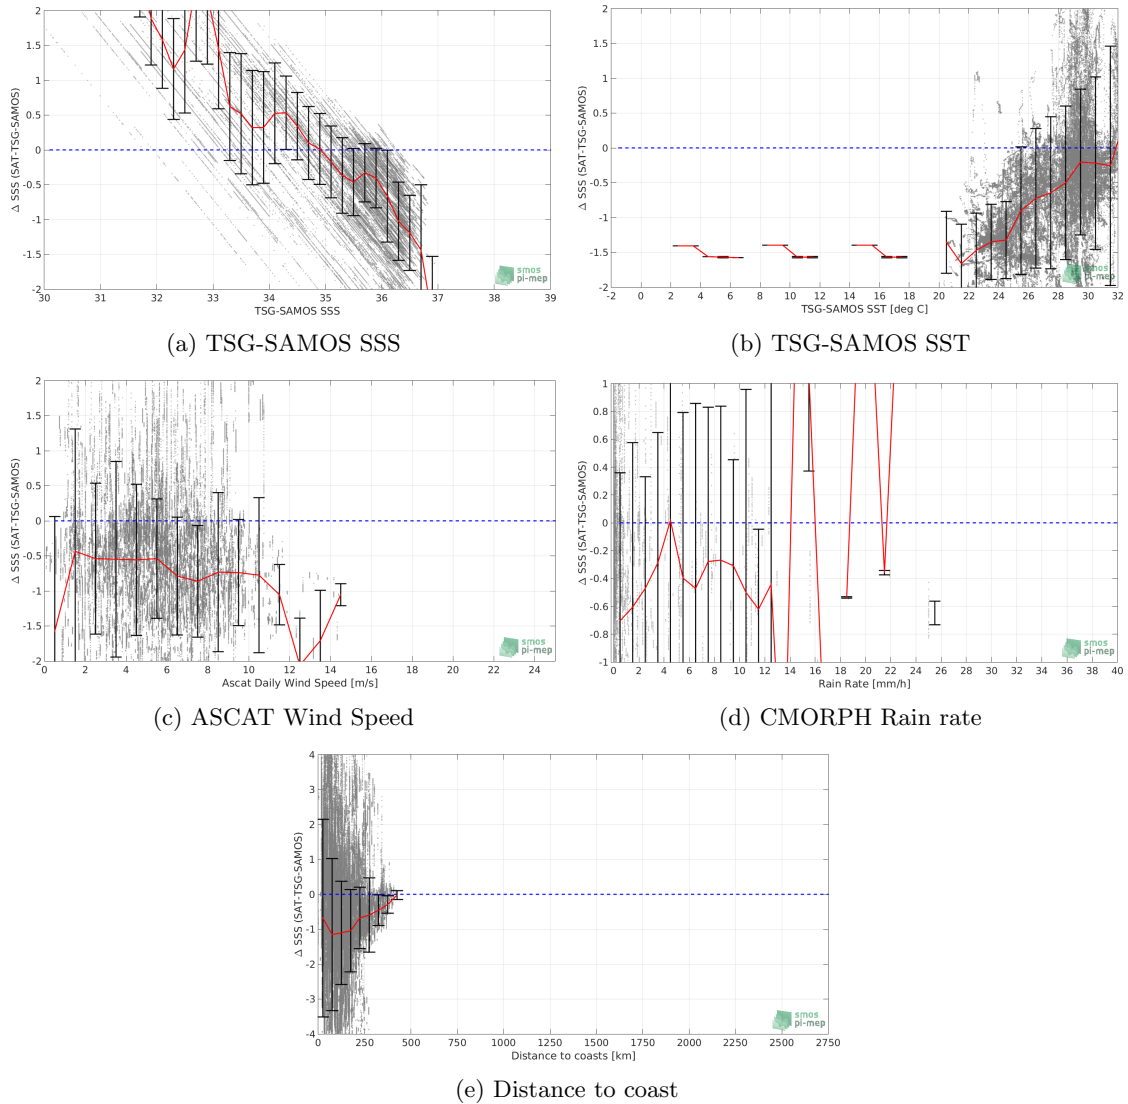 2
1.5
1
0.5
0
-0.5
-1
-1.5
-2
Δ SSS (SAT-TSG-SAMOS)
30 31 32 33 34 35 36 37 38 39
TSG-SAMOS SSS
smos
pi-mep
(a) TSG-SAMOS SSS
2
1.5
1
0.5
0
-0.5
-1
-1.5
-2
Δ SSS (SAT-TSG-SAMOS)
-2 0 2 4 6 8 10 12 14 16 18 20 22 24 26 28 30 32
TSG-SAMOS SST [deg C]
smos
pi-mep
(b) TSG-SAMOS SST
2
1.5
1
0.5
0
-0.5
-1
-1.5
-2
Δ SSS (SAT-TSG-SAMOS)
0 2 4 6 8 10 12 14 16 18 20 22 24
Ascat Daily Wind Speed [m/s]
smos
pi-mep
(c) ASCAT Wind Speed
1
0.8
0.6
0.4
0.2
0
-0.2
-0.4
-0.6
-0.8
-1
Δ SSS (SAT-TSG-SAMOS)
0 2 4 6 8 10 12 14 16 18 20 22 24 26 28 30 32 34 36 38 40
Rain Rate [mm/h]
smos
pi-mep
(d) CMORPH Rain rate
4
3
2
1
0
-1
-2
-3
-4
Δ SSS (SAT-TSG-SAMOS)
0 250 500 750 1000 1250 1500 1750 2000 2250 2500 2750
Distance to coasts [km]
smos
pi-mep
(e) Distance to coast